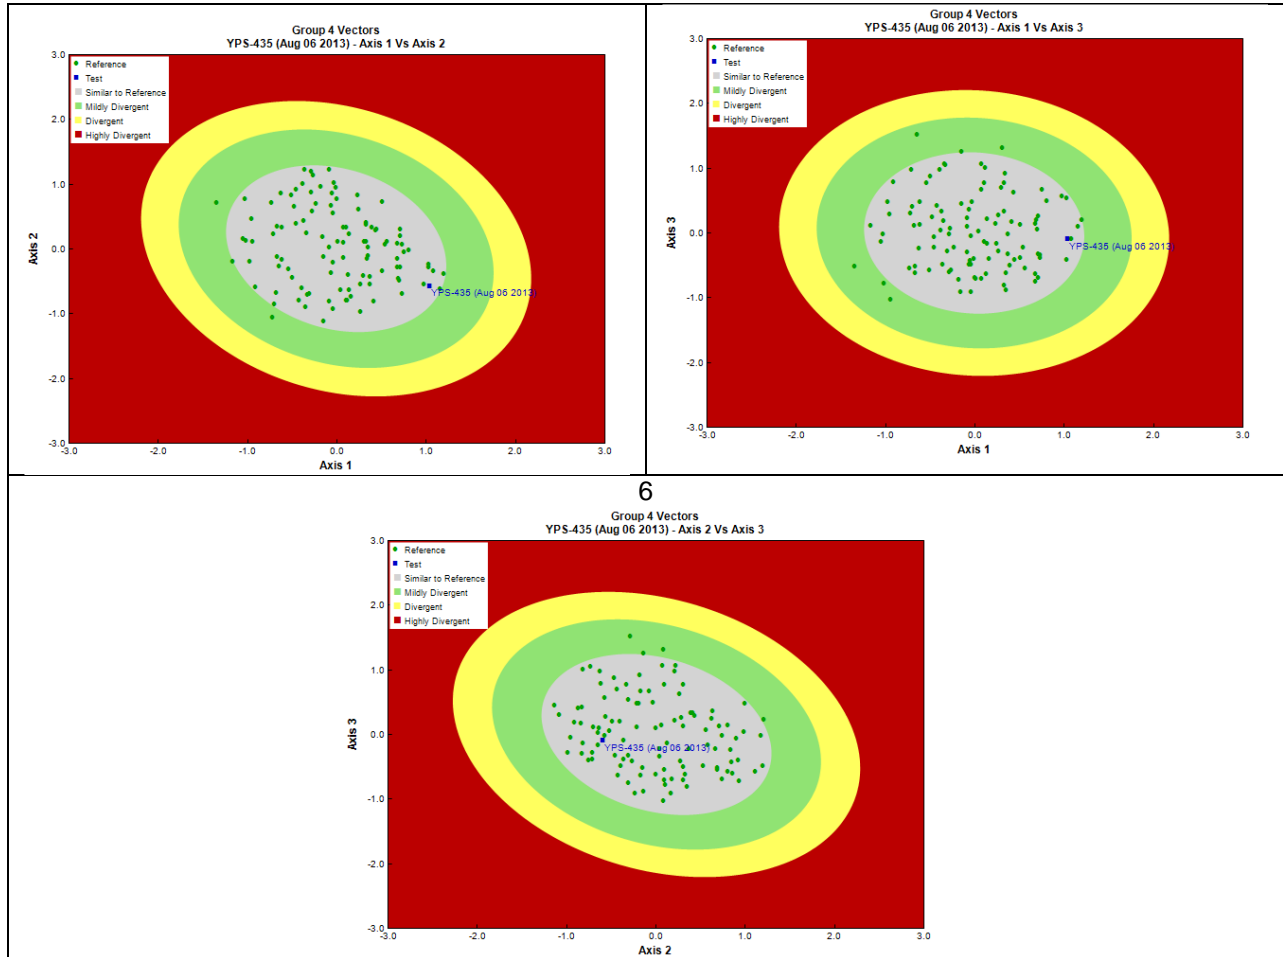 Group 4 Vectors
YPS-435 (Aug 06 2013) - Axis 1 Vs Axis 2
3.0
2.0
1.0
0.0
-1.0
-2.0
-3.0
Axis 2
Reference
Test
Similar to Reference
Mildly Divergent
Divergent
Highly Divergent
YPS-435 (Aug 06 2013)
-3.0 -2.0 -1.0 0.0 1.0 2.0 3.0
Axis 1
Group 4 Vectors
YPS-435 (Aug 06 2013) - Axis 1 Vs Axis 3
3.0
2.0
1.0
0.0
-1.0
-2.0
-3.0
Axis 3
Reference
Test
Similar to Reference
Mildly Divergent
Divergent
Highly Divergent
YPS-435 (Aug 06 2013)
-3.0 -2.0 -1.0 0.0 1.0 2.0 3.0
Axis 1
6
Group 4 Vectors
YPS-435 (Aug 06 2013) - Axis 2 Vs Axis 3
3.0
2.0
1.0
0.0
-1.0
-2.0
-3.0
Axis 3
Reference
Test
Similar to Reference
Mildly Divergent
Divergent
Highly Divergent
YPS-435 (Aug 06 2013)
-3.0 -2.0 -1.0 0.0 1.0 2.0 3.0
Axis 2